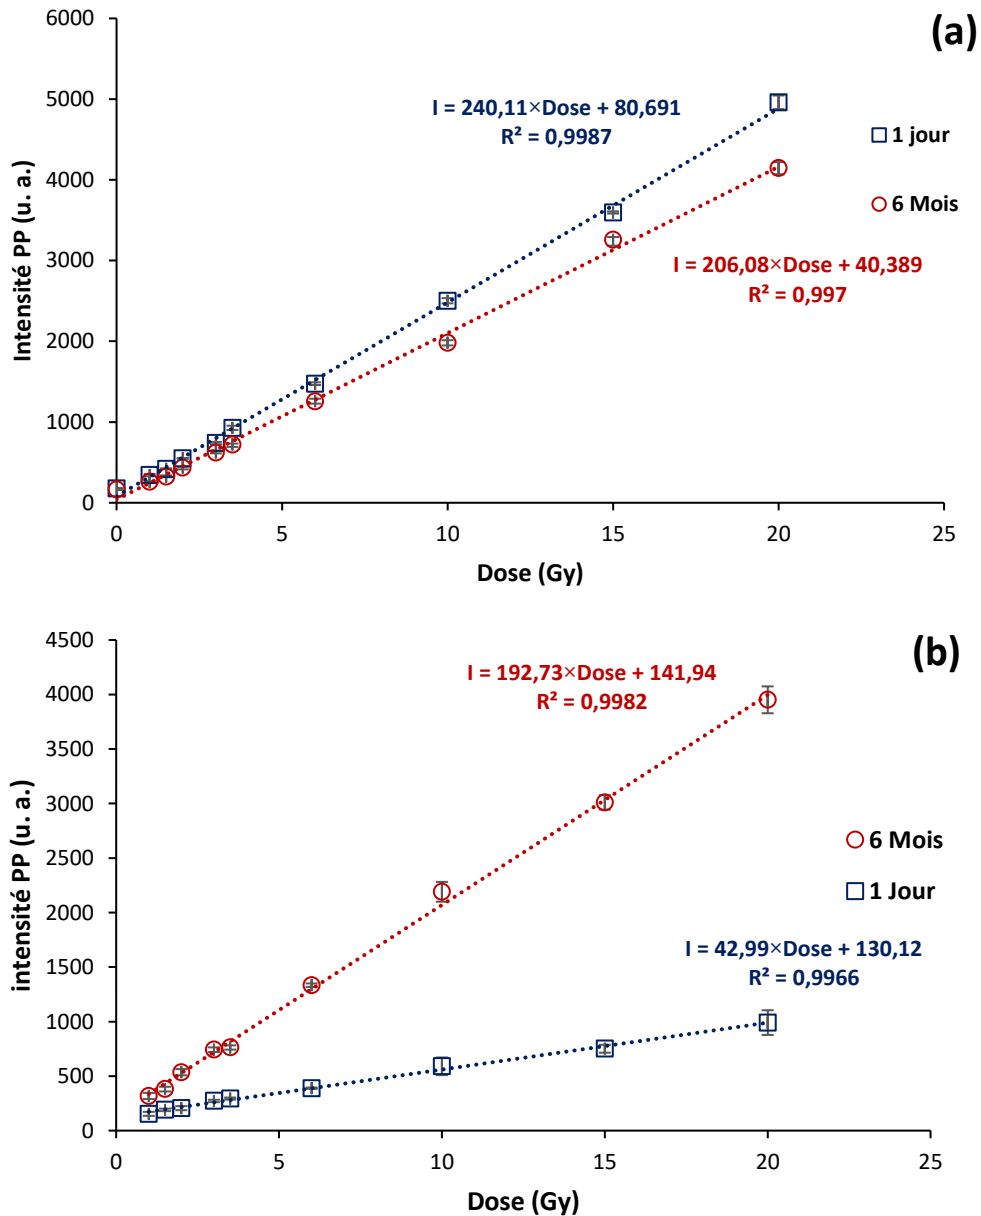 (a)
6000
5000
4000
3000
2000
1000
0
Intensité PP (u. a.)
I = 240,11×Dose + 80,691
R² = 0,9987
1 jour
6 Mois
I = 206,08×Dose + 40,389
R² = 0,997
0 5 10 15 20 25
Dose (Gy)
(b)
4500
4000
3500
3000
2500
2000
1500
1000
500
0
intensité PP (u. a.)
I = 192,73×Dose + 141,94
R² = 0,9982
6 Mois
1 Jour
I = 42,99×Dose + 130,12
R² = 0,9966
0 5 10 15 20 25
Dose (Gy)